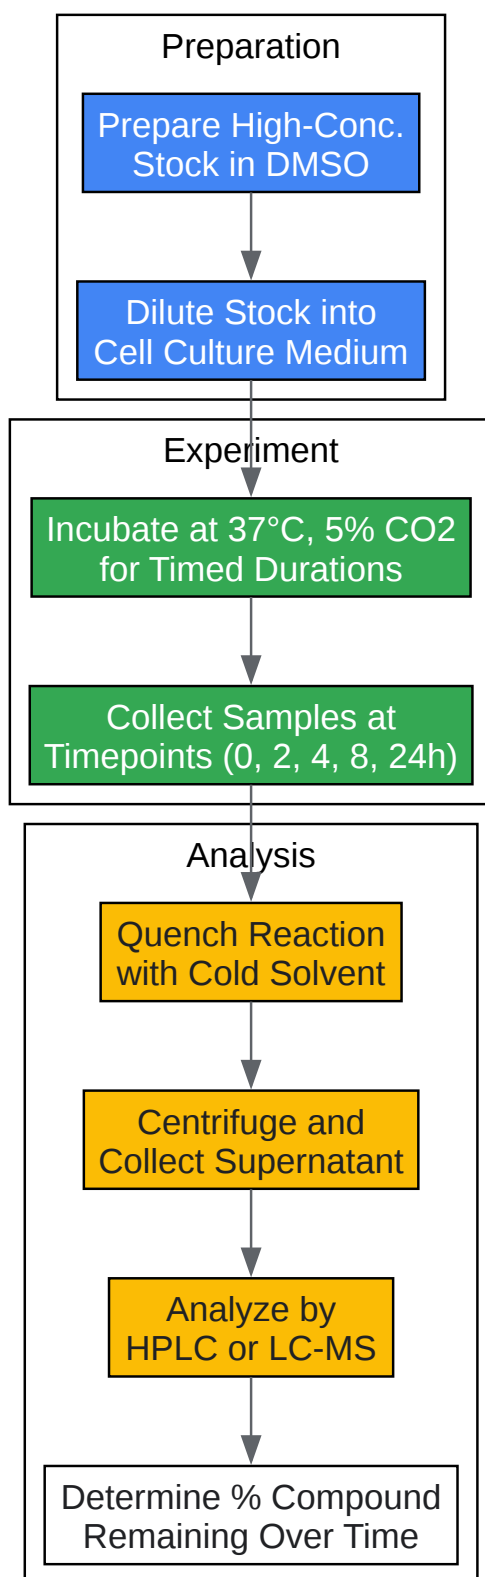 Preparation
Prepare High-Conc.
Stock in DMSO
Dilute Stock into
Cell Culture Medium
Experiment
Incubate at 37°C, 5% CO2
for Timed Durations
Collect Samples at
Timepoints (0, 2, 4, 8, 24h)
Analysis
Quench Reaction
with Cold Solvent
Centrifuge and
Collect Supernatant
Analyze by
HPLC or LC-MS
Determine % Compound
Remaining Over Time